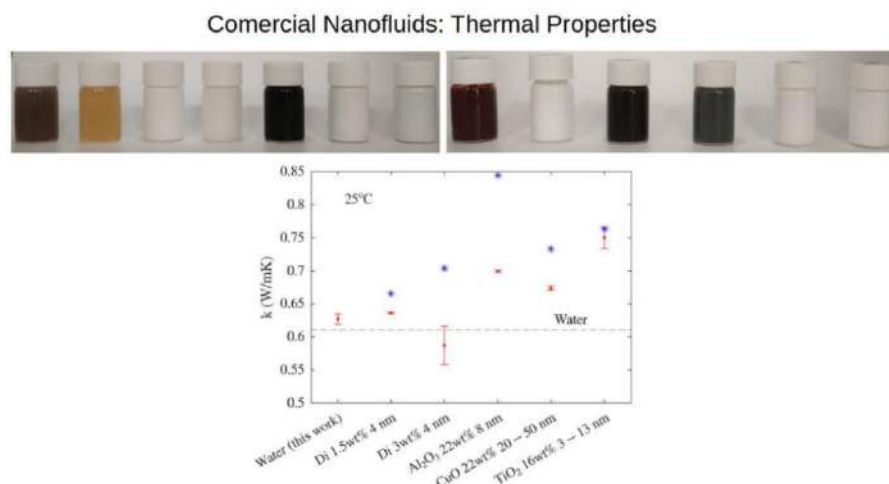 Comercial Nanofluids: Thermal Properties
0.85
0.8
0.75
0.7
0.65
0.6
0.55
0.5
k (W/mK)
25°C
Water
Water (this work)
Di 1.5wt% 4 nm
Di 3wt% 4 nm
Al₂O₃ 22wt% 8 nm
CuO 22wt% 20 – 50 nm
TiO₂ 16wt% 3 – 13 nm